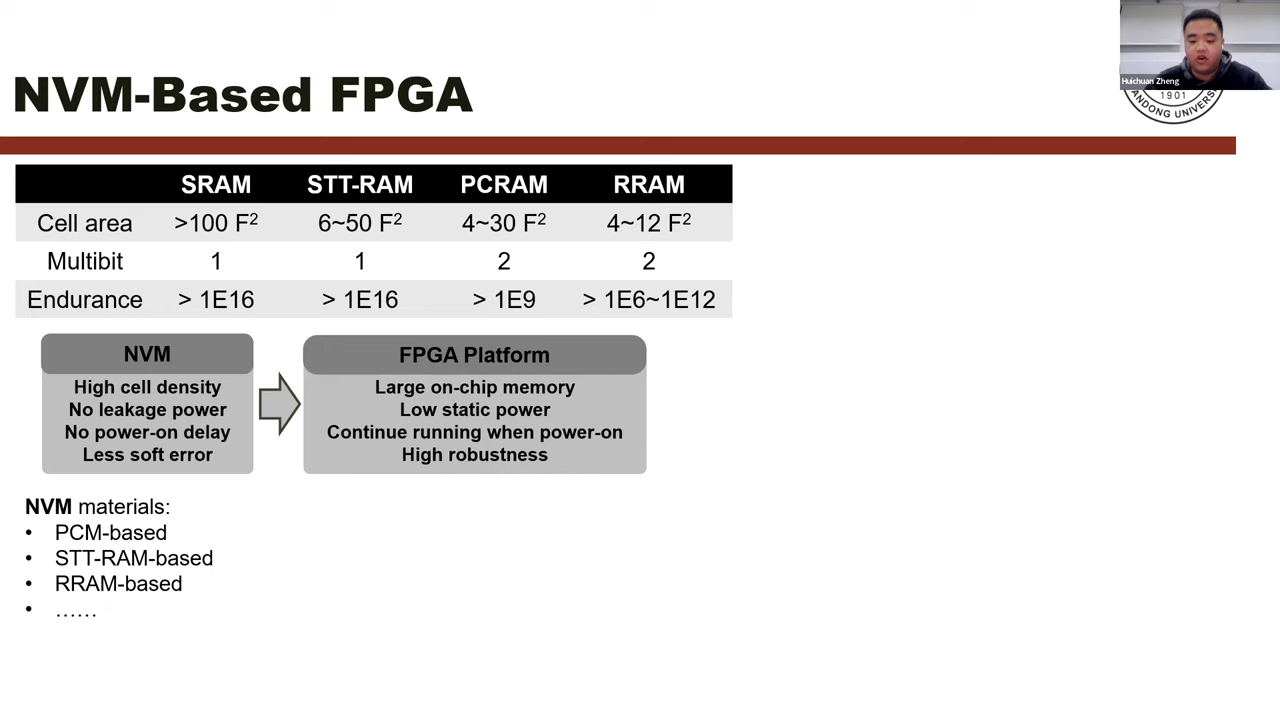 Huichuan Zheng
1901
ANDONG UNIVERS
NVM-Based FPGA
SRAM STT-RAM PCRAM RRAM
Cell area >100 F² 6~50 F² 4~30 F² 4~12 F²
Multibit 1 1 2 2
Endurance > 1E16 > 1E16 > 1E9 > 1E6~1E12
NVM
High cell density
No leakage power
No power-on delay
Less soft error
FPGA Platform
Large on-chip memory
Low static power
Continue running when power-on
High robustness
NVM materials:
• PCM-based
• STT-RAM-based
• RRAM-based
• ……